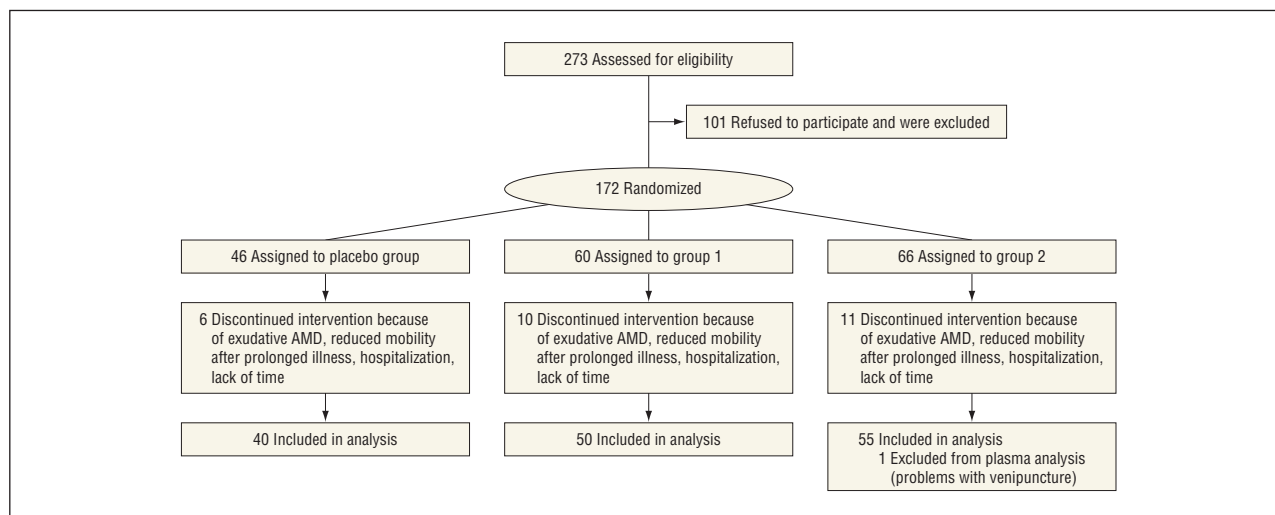 273 Assessed for eligibility
101 Refused to participate and were excluded
172 Randomized
46 Assigned to placebo group
60 Assigned to group 1
66 Assigned to group 2
6 Discontinued intervention because
of exudative AMD, reduced mobility
after prolonged illness, hospitalization,
lack of time
10 Discontinued intervention because
of exudative AMD, reduced mobility
after prolonged illness, hospitalization,
lack of time
11 Discontinued intervention because
of exudative AMD, reduced mobility
after prolonged illness, hospitalization,
lack of time
40 Included in analysis
50 Included in analysis
55 Included in analysis
1 Excluded from plasma analysis
(problems with venipuncture)